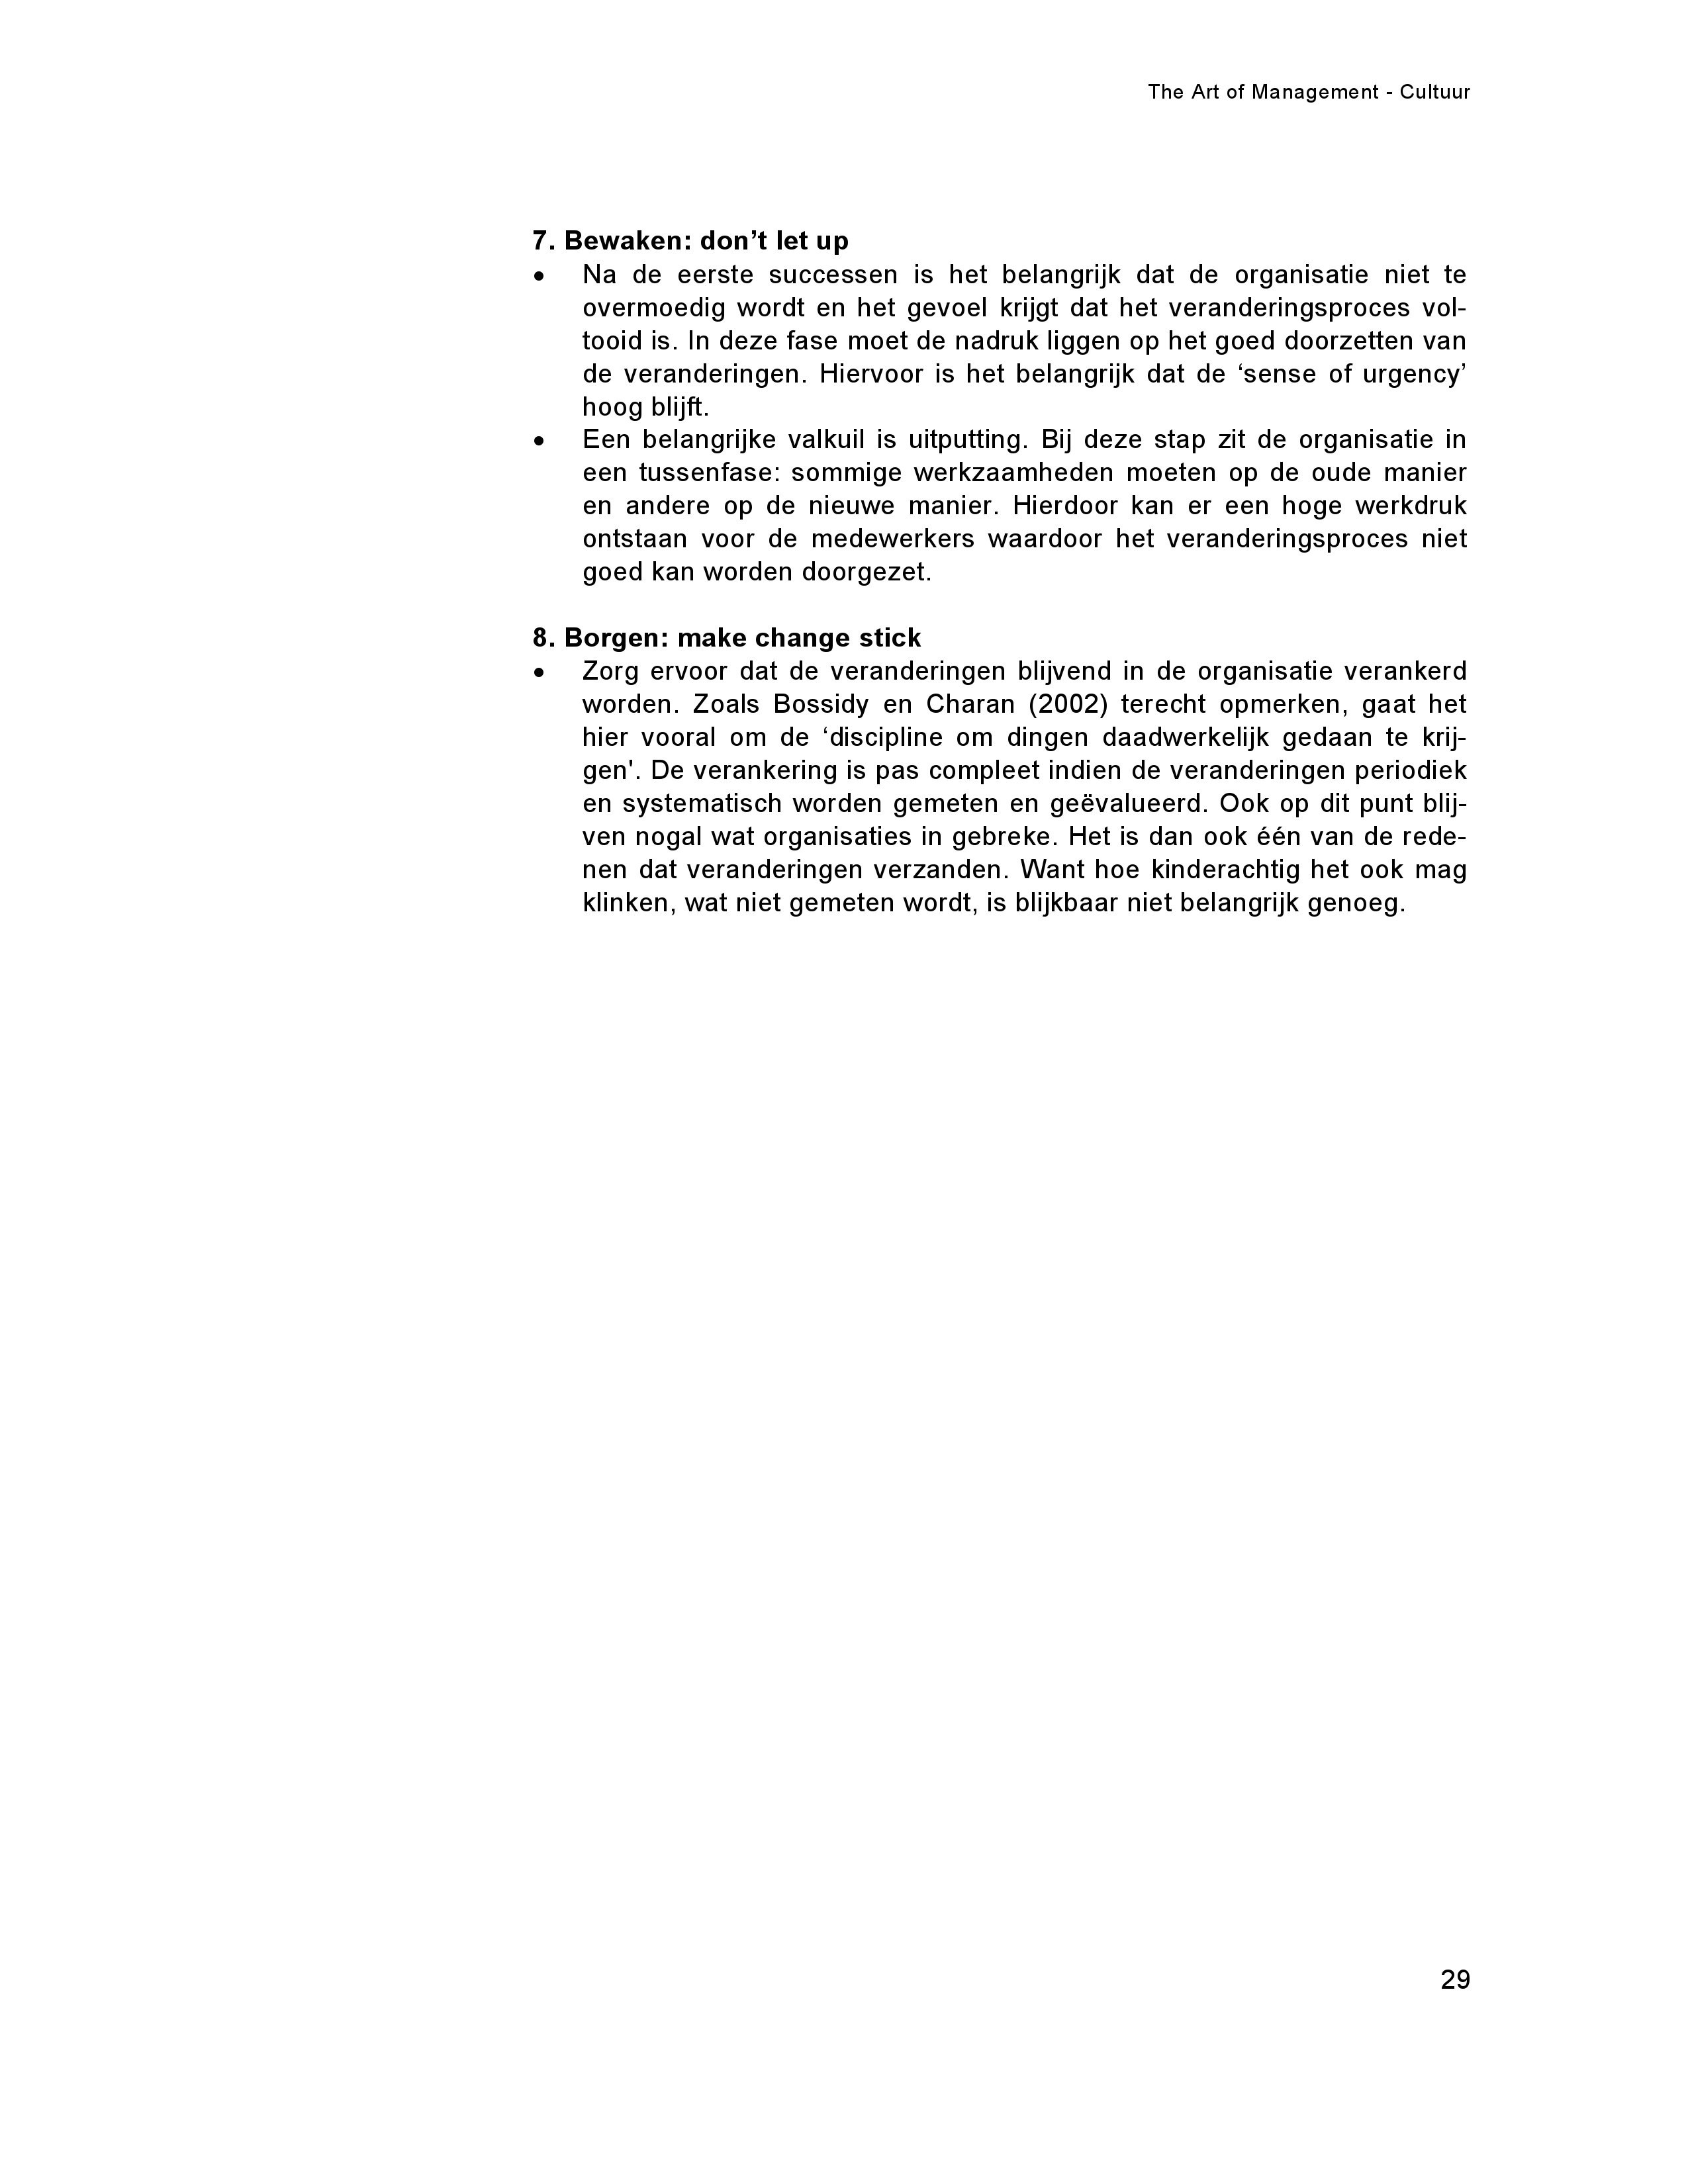 The Art of Management - Cultuur
7. Bewaken: don’t let up
• Na de eerste successen is het belangrijk dat de organisatie niet te
overmoedig wordt en het gevoel krijgt dat het veranderingsproces vol-
tooid is. In deze fase moet de nadruk liggen op het goed doorzetten van
de veranderingen. Hiervoor is het belangrijk dat de ‘sense of urgency’
hoog blijft.
• Een belangrijke valkuil is uitputting. Bij deze stap zit de organisatie in
een tussenfase: sommige werkzaamheden moeten op de oude manier
en andere op de nieuwe manier. Hierdoor kan er een hoge werkdruk
ontstaan voor de medewerkers waardoor het veranderingsproces niet
goed kan worden doorgezet.
8. Borgen: make change stick
• Zorg ervoor dat de veranderingen blijvend in de organisatie verankerd
worden. Zoals Bossidy en Charan (2002) terecht opmerken, gaat het
hier vooral om de ‘discipline om dingen daadwerkelijk gedaan te krij-
gen'. De verankering is pas compleet indien de veranderingen periodiek
en systematisch worden gemeten en geëvalueerd. Ook op dit punt blij-
ven nogal wat organisaties in gebreke. Het is dan ook één van de rede-
nen dat veranderingen verzanden. Want hoe kinderachtig het ook mag
klinken, wat niet gemeten wordt, is blijkbaar niet belangrijk genoeg.
29